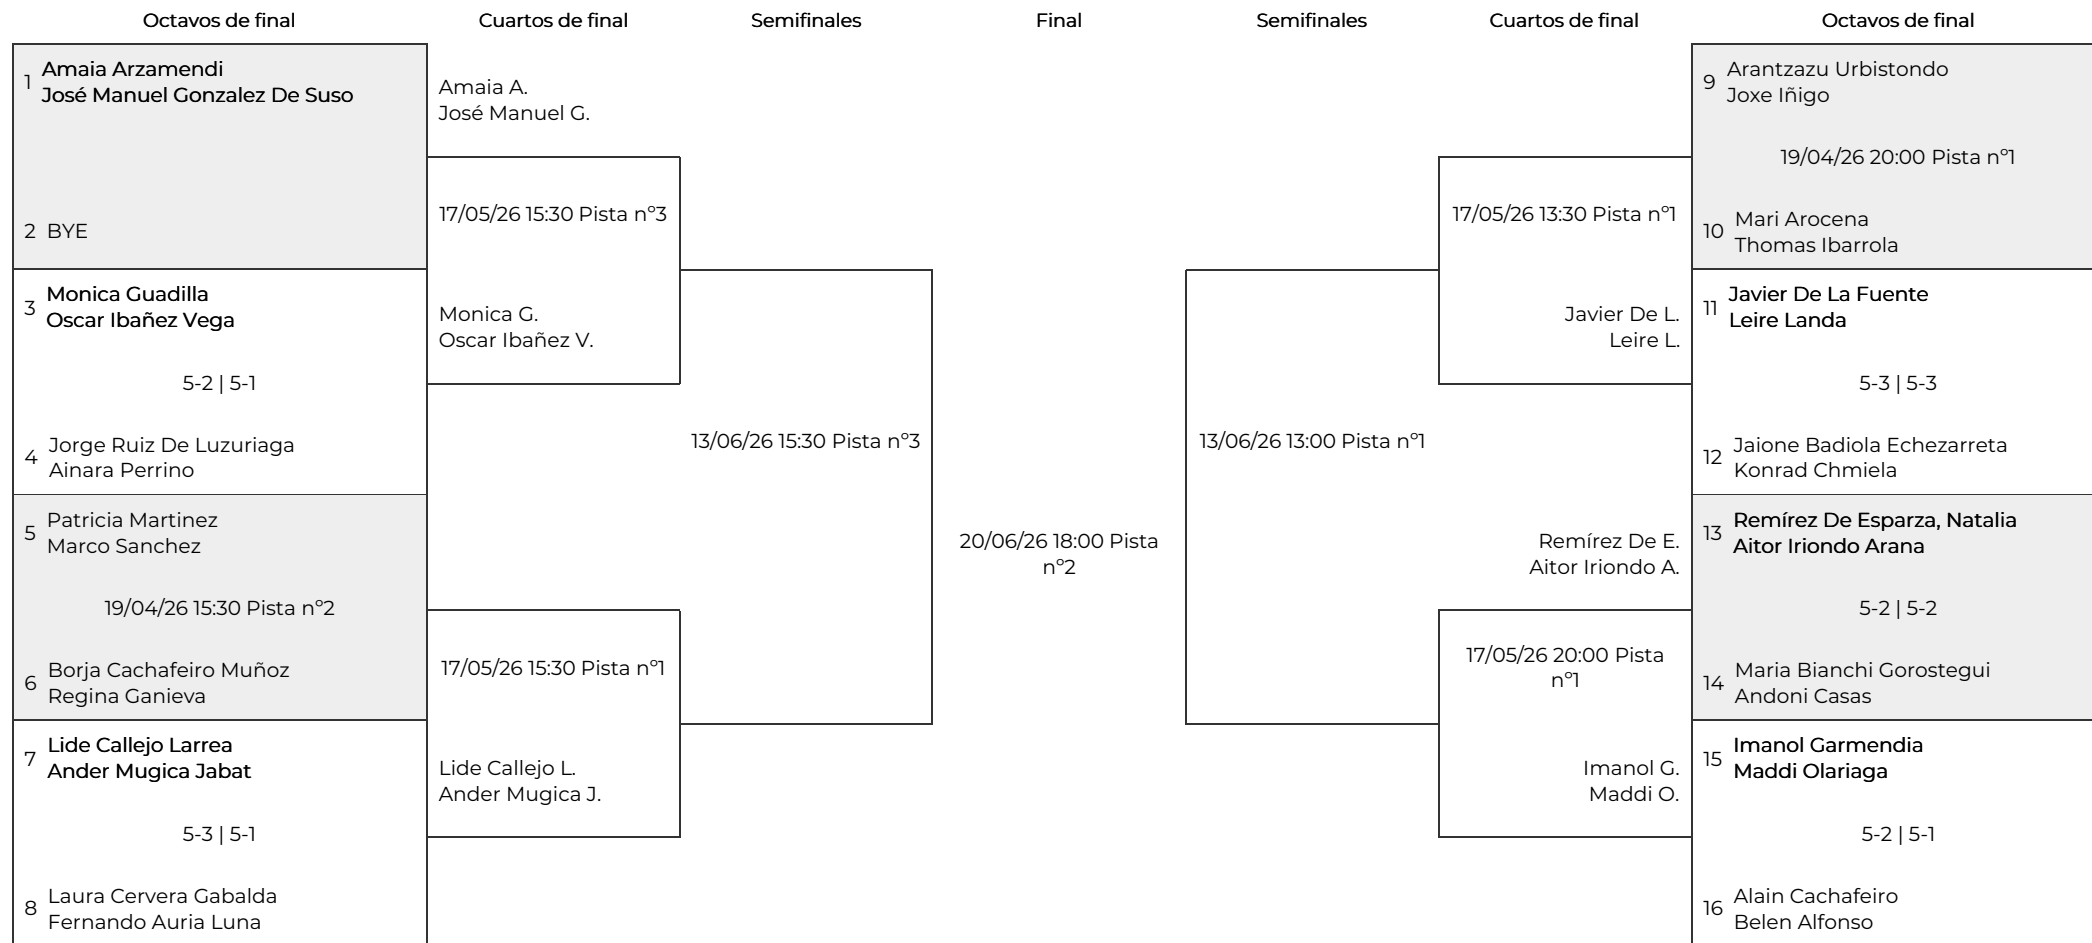 Octavos de final
Cuartos de final
Semifinales
Final
Semifinales
Cuartos de final
Octavos de final
1
Amaia Arzamendi
José Manuel Gonzalez De Suso
2 BYE
3
Monica Guadilla
Oscar Ibañez Vega
5-2 | 5-1
4
Jorge Ruiz De Luzuriaga
Ainara Perrino
5
Patricia Martinez
Marco Sanchez
19/04/26 15:30 Pista nº2
6
Borja Cachafeiro Muñoz
Regina Ganieva
7
Lide Callejo Larrea
Ander Mugica Jabat
5-3 | 5-1
8
Laura Cervera Gabalda
Fernando Auria Luna
Amaia A.
José Manuel G.
17/05/26 15:30 Pista nº3
Monica G.
Oscar Ibañez V.
17/05/26 15:30 Pista nº1
Lide Callejo L.
Ander Mugica J.
13/06/26 15:30 Pista nº3
20/06/26 18:00 Pista
nº2
13/06/26 13:00 Pista nº1
17/05/26 13:30 Pista nº1
Javier De L.
Leire L.
Remírez De E.
Aitor Iriondo A.
17/05/26 20:00 Pista
nº1
Imanol G.
Maddi O.
9
Arantzazu Urbistondo
Joxe Iñigo
19/04/26 20:00 Pista nº1
10
Mari Arocena
Thomas Ibarrola
11
Javier De La Fuente
Leire Landa
5-3 | 5-3
12
Jaione Badiola Echezarreta
Konrad Chmiela
13
Remírez De Esparza, Natalia
Aitor Iriondo Arana
5-2 | 5-2
14
Maria Bianchi Gorostegui
Andoni Casas
15
Imanol Garmendia
Maddi Olariaga
5-2 | 5-1
16
Alain Cachafeiro
Belen Alfonso